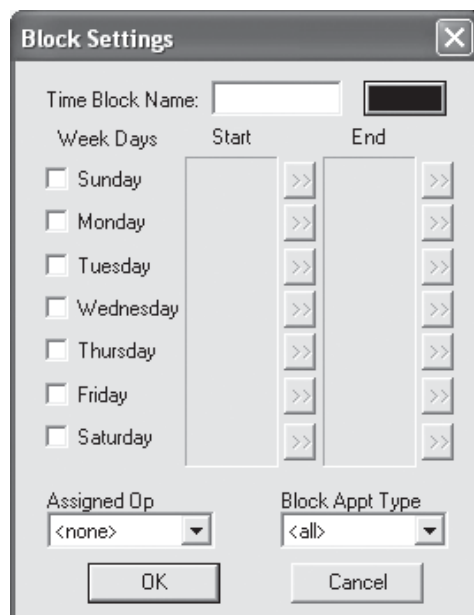 Block Settings
Time Block Name:
Week Days Start End
Sunday >> >>
Monday >> >>
Tuesday >> >>
Wednesday >> >>
Thursday >> >>
Friday >> >>
Saturday >> >>
Assigned Op Block Appt Type
<none> <all>
OK Cancel